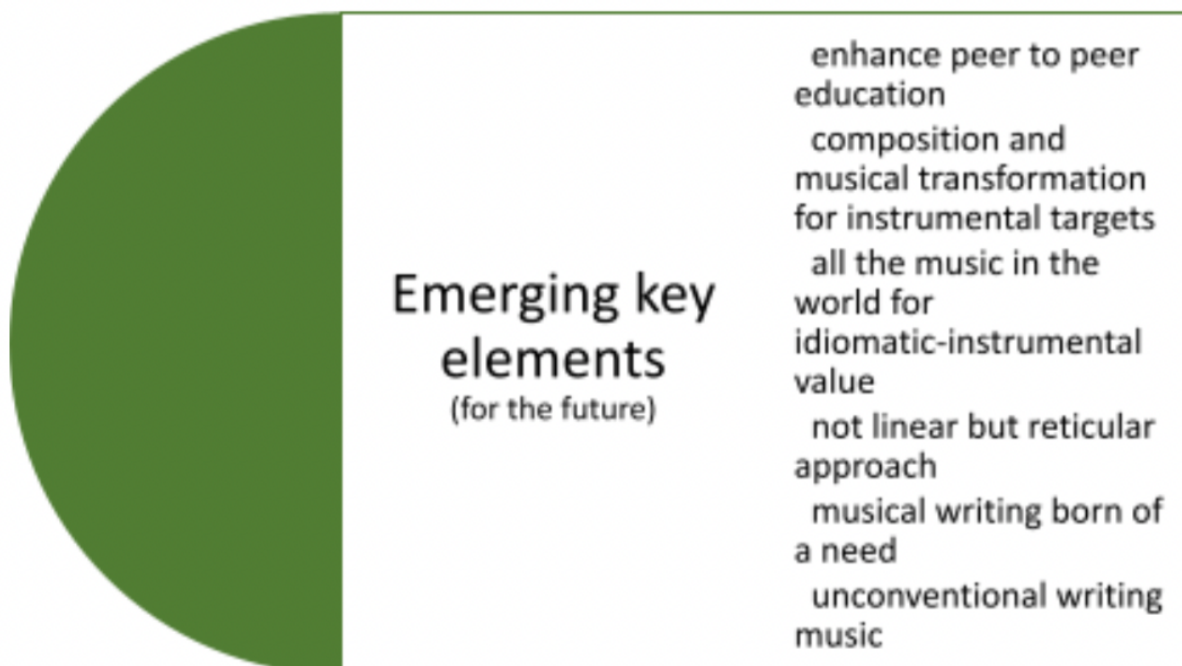 Emerging key
elements
(for the future)
enhance peer to peer
education
composition and
musical transformation
for instrumental targets
all the music in the
world for
idiomatic-instrumental
value
not linear but reticular
approach
musical writing born of
a need
unconventional writing
music